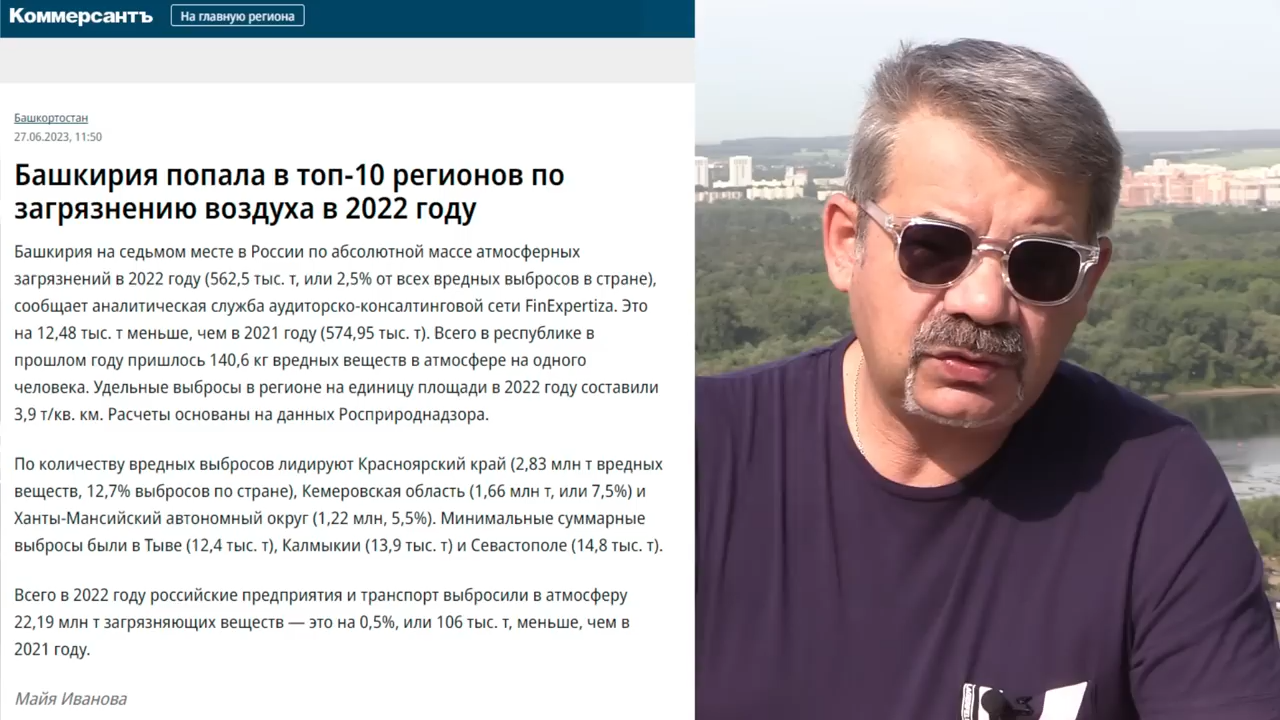 Коммерсантъ
На главную региона
Башкортостан
27.06.2023, 11:50
Башкирия попала в топ-10 регионов по
загрязнению воздуха в 2022 году
Башкирия на седьмом месте в России по абсолютной массе атмосферных
загрязнений в 2022 году (562,5 тыс. т, или 2,5% от всех вредных выбросов в стране),
сообщает аналитическая служба аудиторско-консалтинговой сети FinExpertiza. Это
на 12,48 тыс. т меньше, чем в 2021 году (574,95 тыс. т). Всего в республике в
прошлом году пришлось 140,6 кг вредных веществ в атмосфере на одного
человека. Удельные выбросы в регионе на единицу площади в 2022 году составили
3,9 т/кв. км. Расчеты основаны на данных Росприроднадзора.
По количеству вредных выбросов лидируют Красноярский край (2,83 млн т вредных
веществ, 12,7% выбросов по стране), Кемеровская область (1,66 млн т, или 7,5%) и
Ханты-Мансийский автономный округ (1,22 млн, 5,5%). Минимальные суммарные
выбросы были в Тыве (12,4 тыс. т), Калмыкии (13,9 тыс. т) и Севастополе (14,8 тыс. т).
Всего в 2022 году российские предприятия и транспорт выбросили в атмосферу
22,19 млн т загрязняющих веществ — это на 0,5%, или 106 тыс. т, меньше, чем в
2021 году.
Майя Иванова